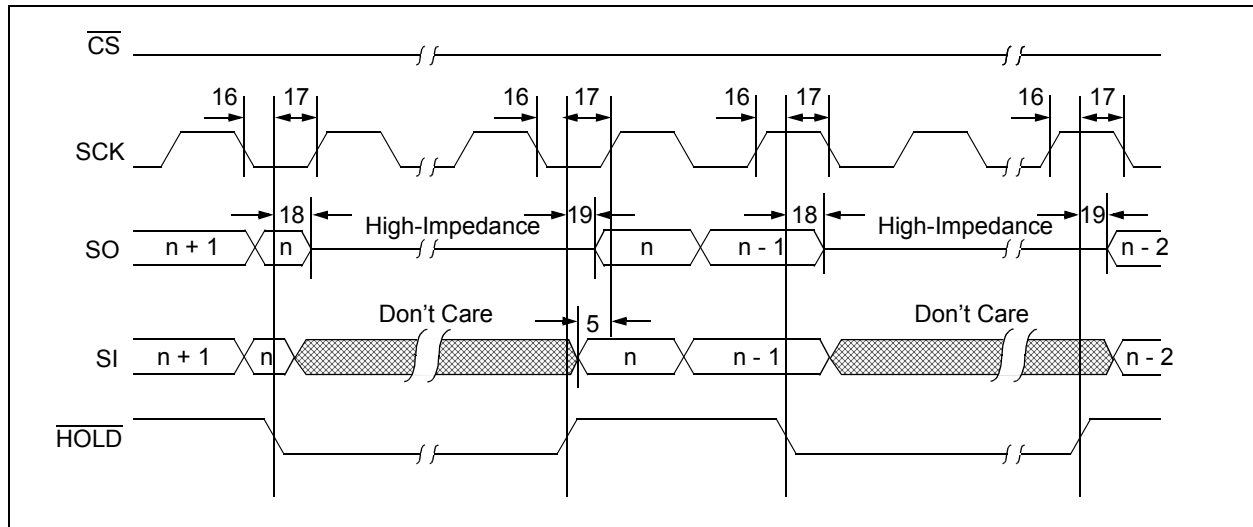 CS
16 17 16 17 16 17 16 17
SCK
18 High-Impedance 19 18 High-Impedance 19
SO n + 1 n n n - 1 n - 2
Don't Care 5 Don't Care
SI n + 1 n n n - 1 n - 2
HOLD